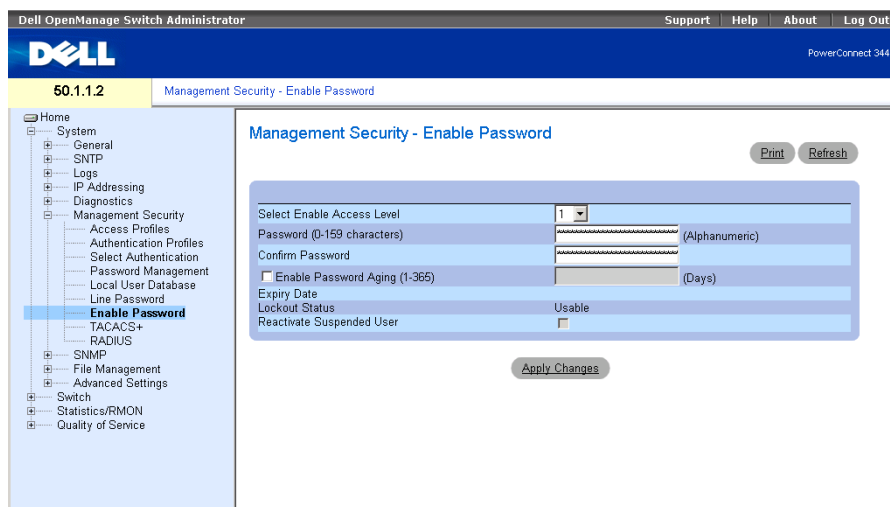 Dell OpenManage Switch Administrator
Support Help About Log Out
DELL
PowerConnect 344
50.1.1.2
Management Security - Enable Password
Home
System
General
SNTP
Logs
IP Addressing
Diagnostics
Management Security
Access Profiles
Authentication Profiles
Select Authentication
Password Management
Local User Database
Line Password
Enable Password
TACACS+
RADIUS
SNMP
File Management
Advanced Settings
Switch
Statistics/RMON
Quality of Service
Management Security - Enable Password
Print Refresh
Select Enable Access Level 1
Password (0-159 characters) (Alphanumeric)
Confirm Password
Enable Password Aging (1-365) (Days)
Expiry Date
Lockout Status Usable
Reactivate Suspended User
Apply Changes